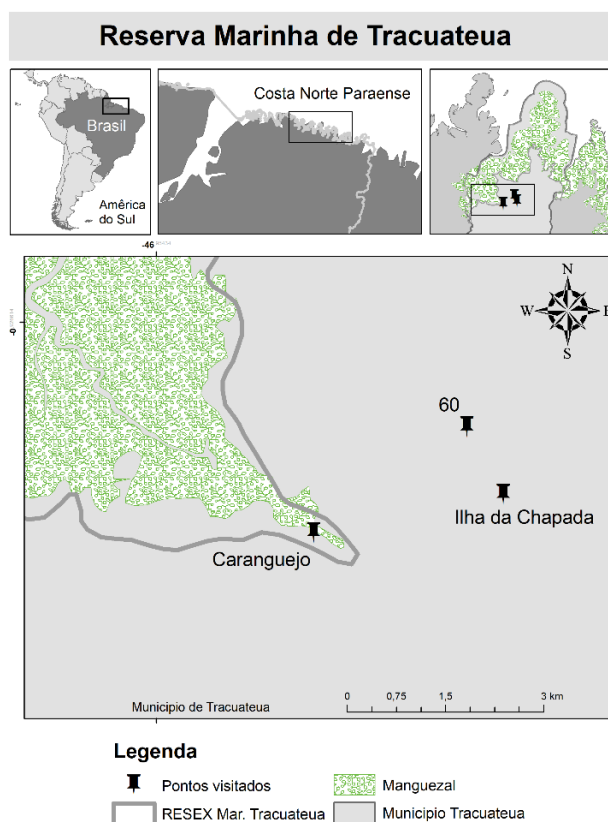 Reserva Marinha de Tracuateua
Brasil
América
do Sul
Costa Norte Paraense
-46
N
W
E
S
60
Ilha da Chapada
Caranguejo
Municipio de Tracuateua
0 0,75 1,5 3 km
Legenda
Pontos visitados
Manguezal
RESEX Mar. Tracuateua
Municipio Tracuateua